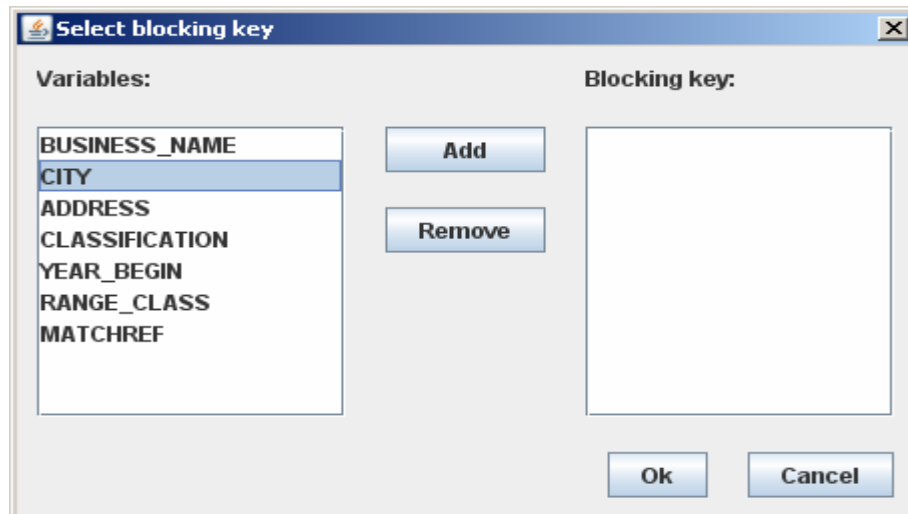 Select blocking key
Variables:
Blocking key:
BUSINESS_NAME
CITY
ADDRESS
CLASSIFICATION
YEAR_BEGIN
RANGE_CLASS
MATCHREF
Add
Remove
Ok
Cancel